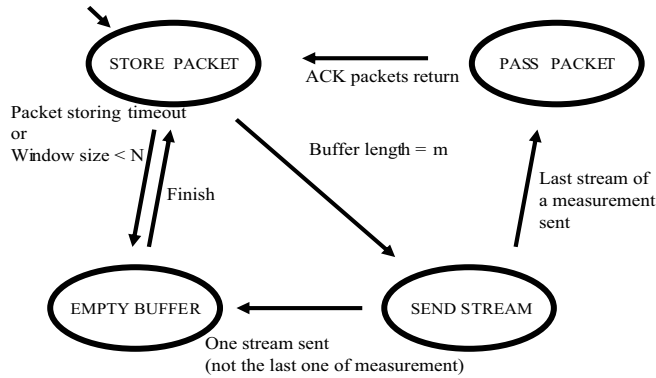 STORE PACKET
PASS PACKET
ACK packets return
Packet storing timeout
or
Window size < N
Buffer length = m
Finish
Last stream of
a measurement
sent
EMPTY BUFFER
SEND STREAM
One stream sent
(not the last one of measurement)